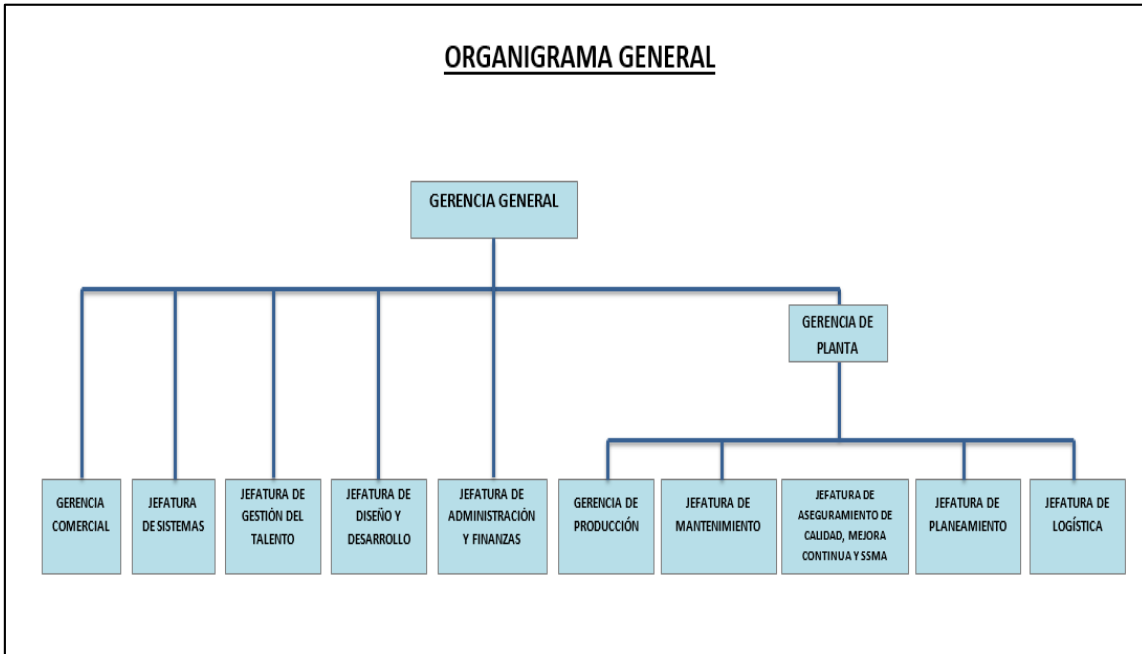 ORGANIGRAMA GENERAL
GERENCIA GENERAL
GERENCIA DE
PLANTA
GERENCIA
COMERCIAL
JEFATURA
DE SISTEMAS
JEFATURA DE
GESTIÓN DEL
TALENTO
JEFATURA DE
DISEÑO Y
DESARROLLO
JEFATURA DE
ADMINISTRACIÓN
Y FINANZAS
GERENCIA DE
PRODUCCIÓN
JEFATURA DE
MANTENIMIENTO
JEFATURA DE
ASEGURAMIENTO DE
CALIDAD, MEJORA
CONTINUA Y SSMA
JEFATURA DE
PLANEAMIENTO
JEFATURA DE
LOGÍSTICA